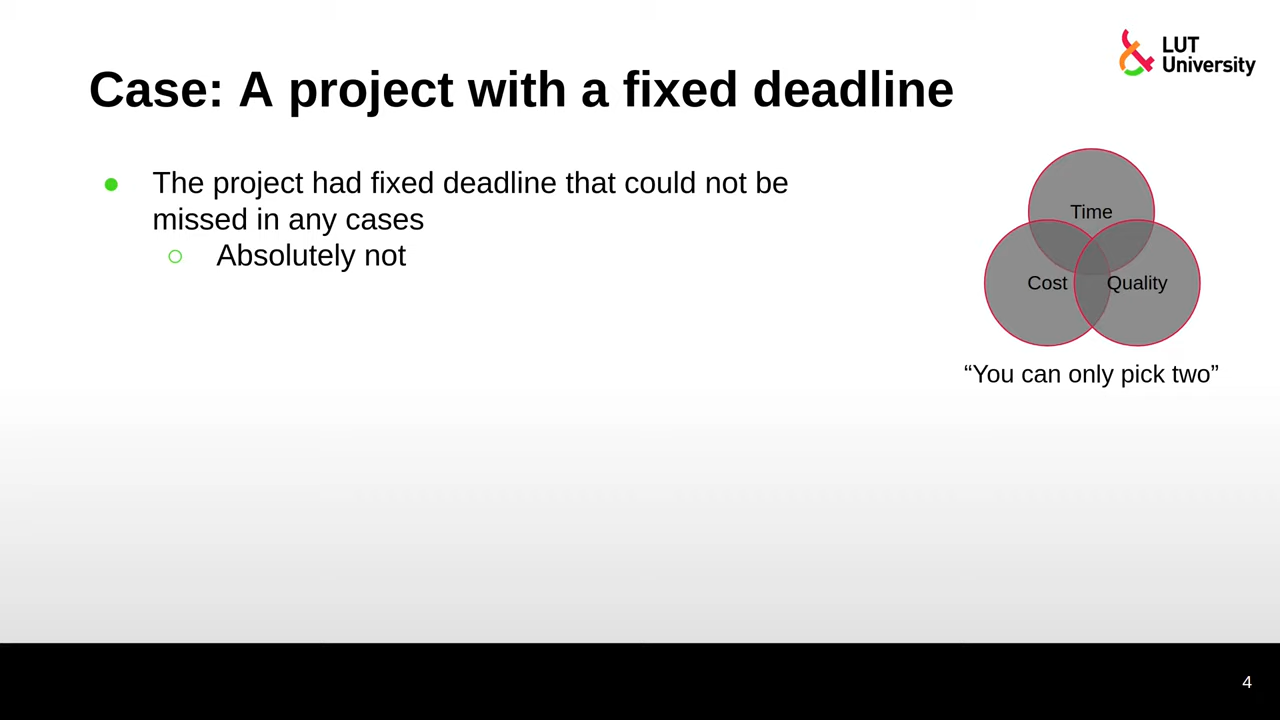 LUT
University
Case: A project with a fixed deadline
● The project had fixed deadline that could not be
missed in any cases
○ Absolutely not
Time
Cost
Quality
“You can only pick two”
4